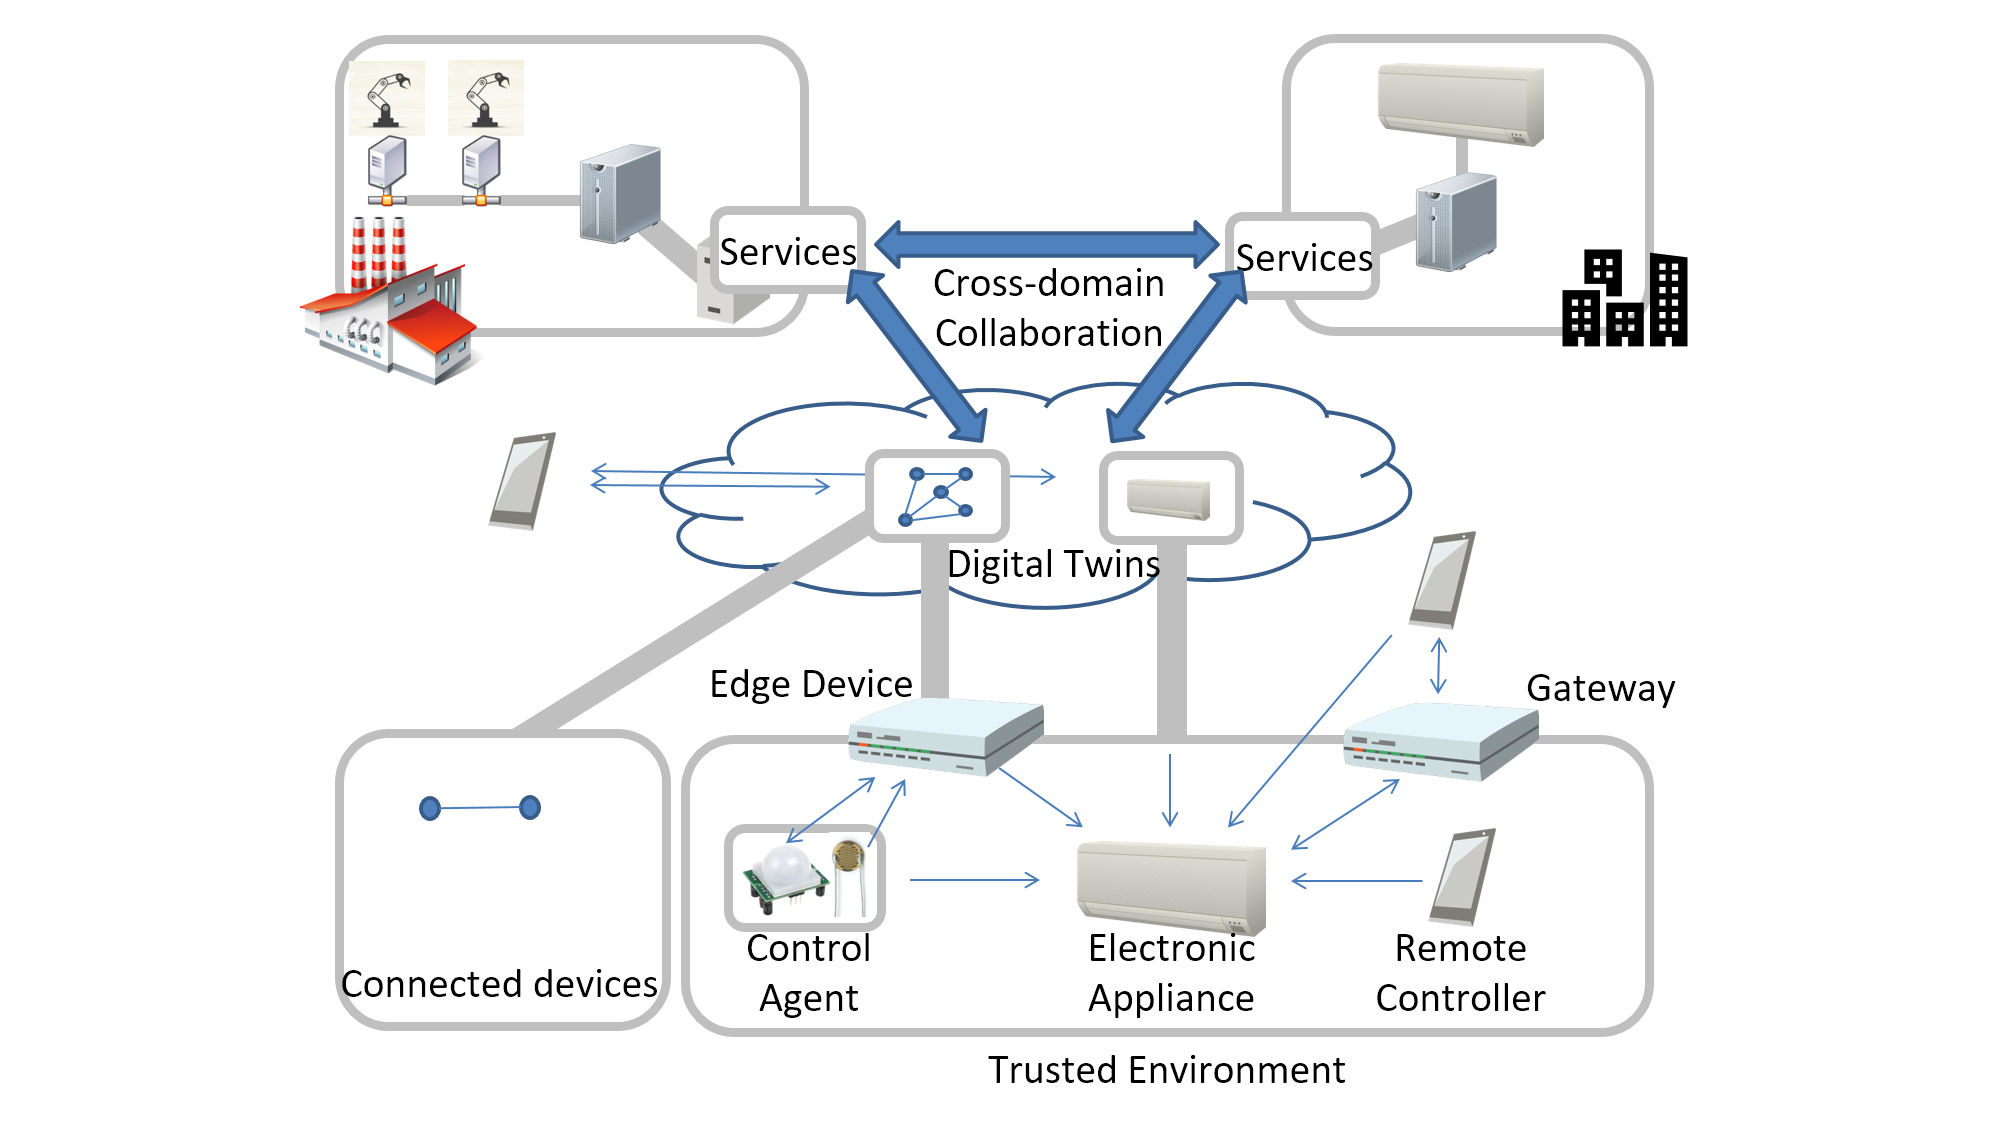 Services
Services
Cross-domain
Collaboration
Digital Twins
Edge Device
Gateway
Connected devices
Control
Agent
Electronic
Appliance
Remote
Controller
Trusted Environment